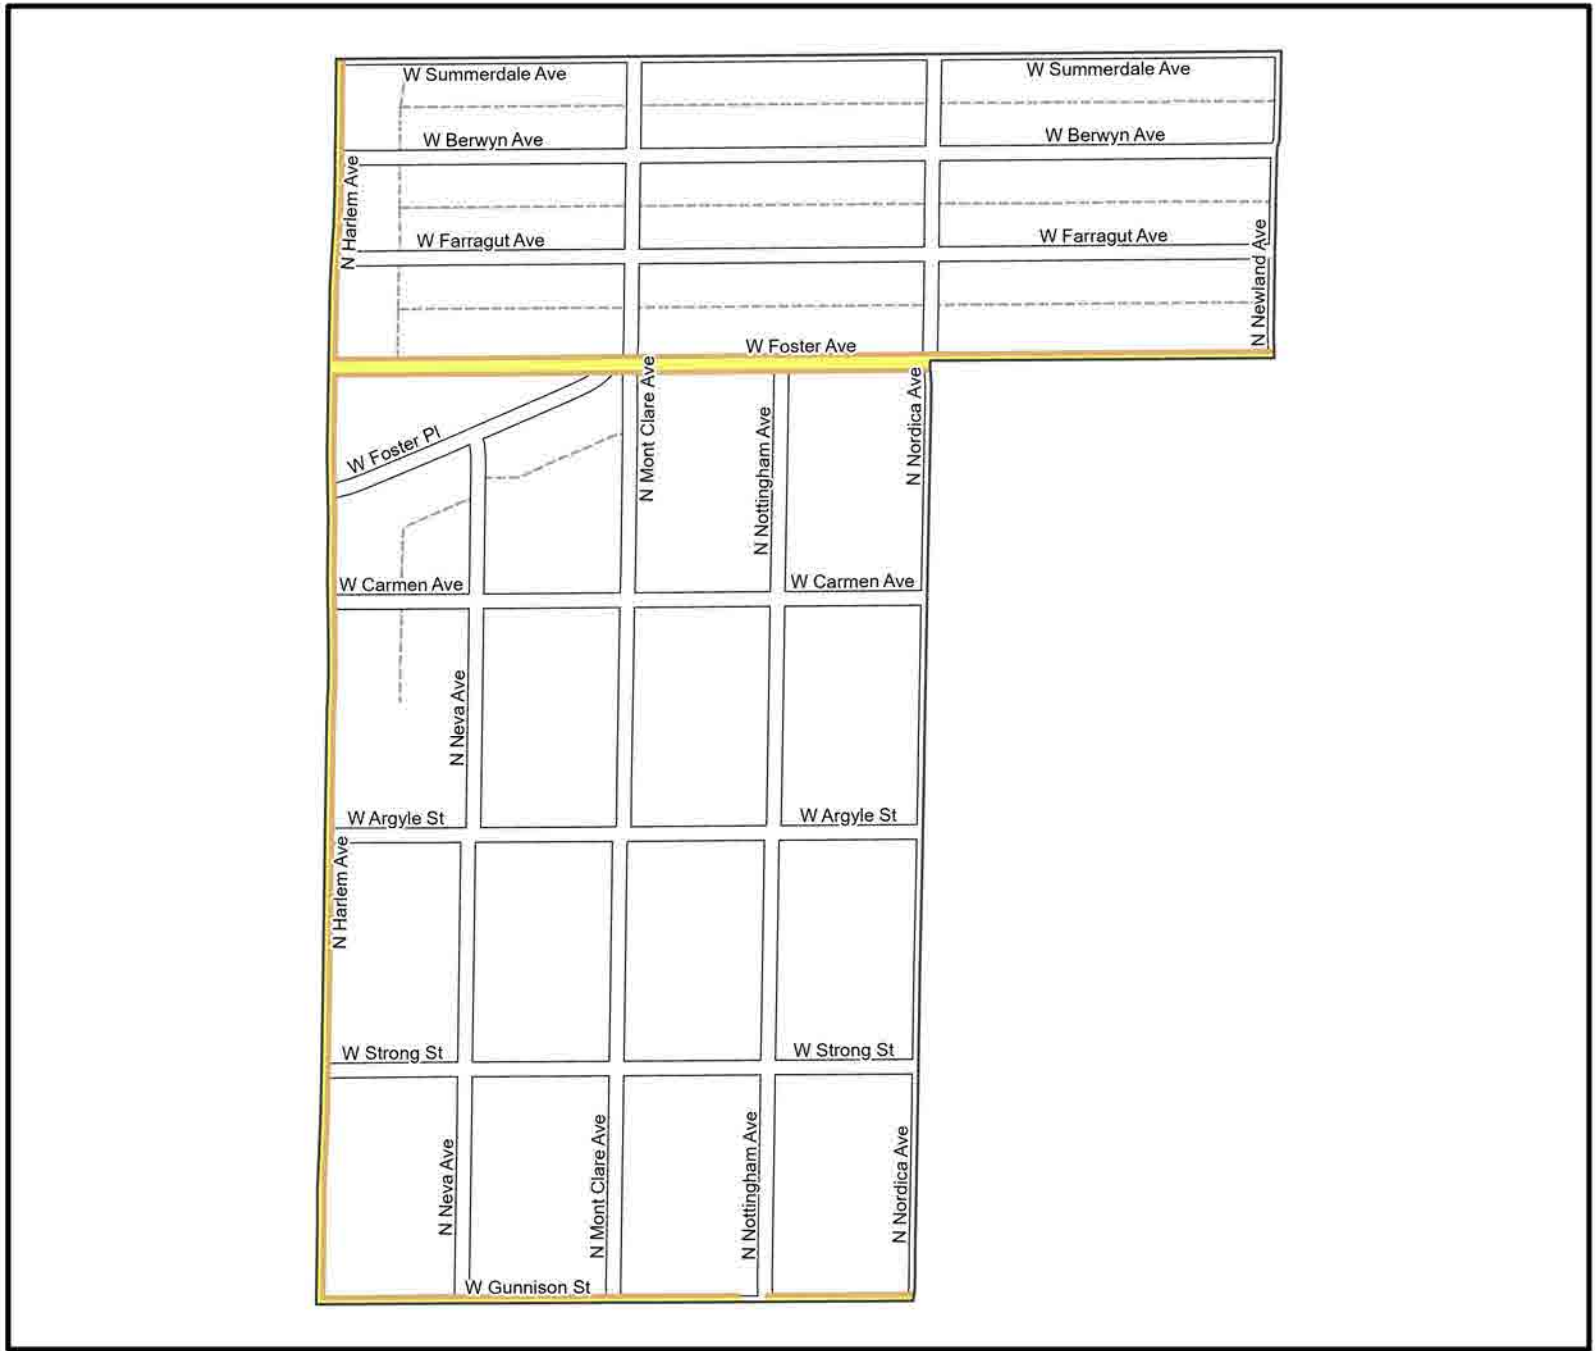 W Summerdale Ave
W Summerdale Ave
W Berwyn Ave
W Berwyn Ave
N Harlem Ave
W Farragut Ave
W Farragut Ave
N Newland Ave
W Foster Ave
W Foster Pl
N Mont Clare Ave
N Nottingham Ave
N Nordica Ave
W Carmen Ave
W Carmen Ave
N Neva Ave
W Argyle St
W Argyle St
N Harlem Ave
W Strong St
W Strong St
N Neva Ave
N Mont Clare Ave
N Nottingham Ave
N Nordica Ave
W Gunnison St